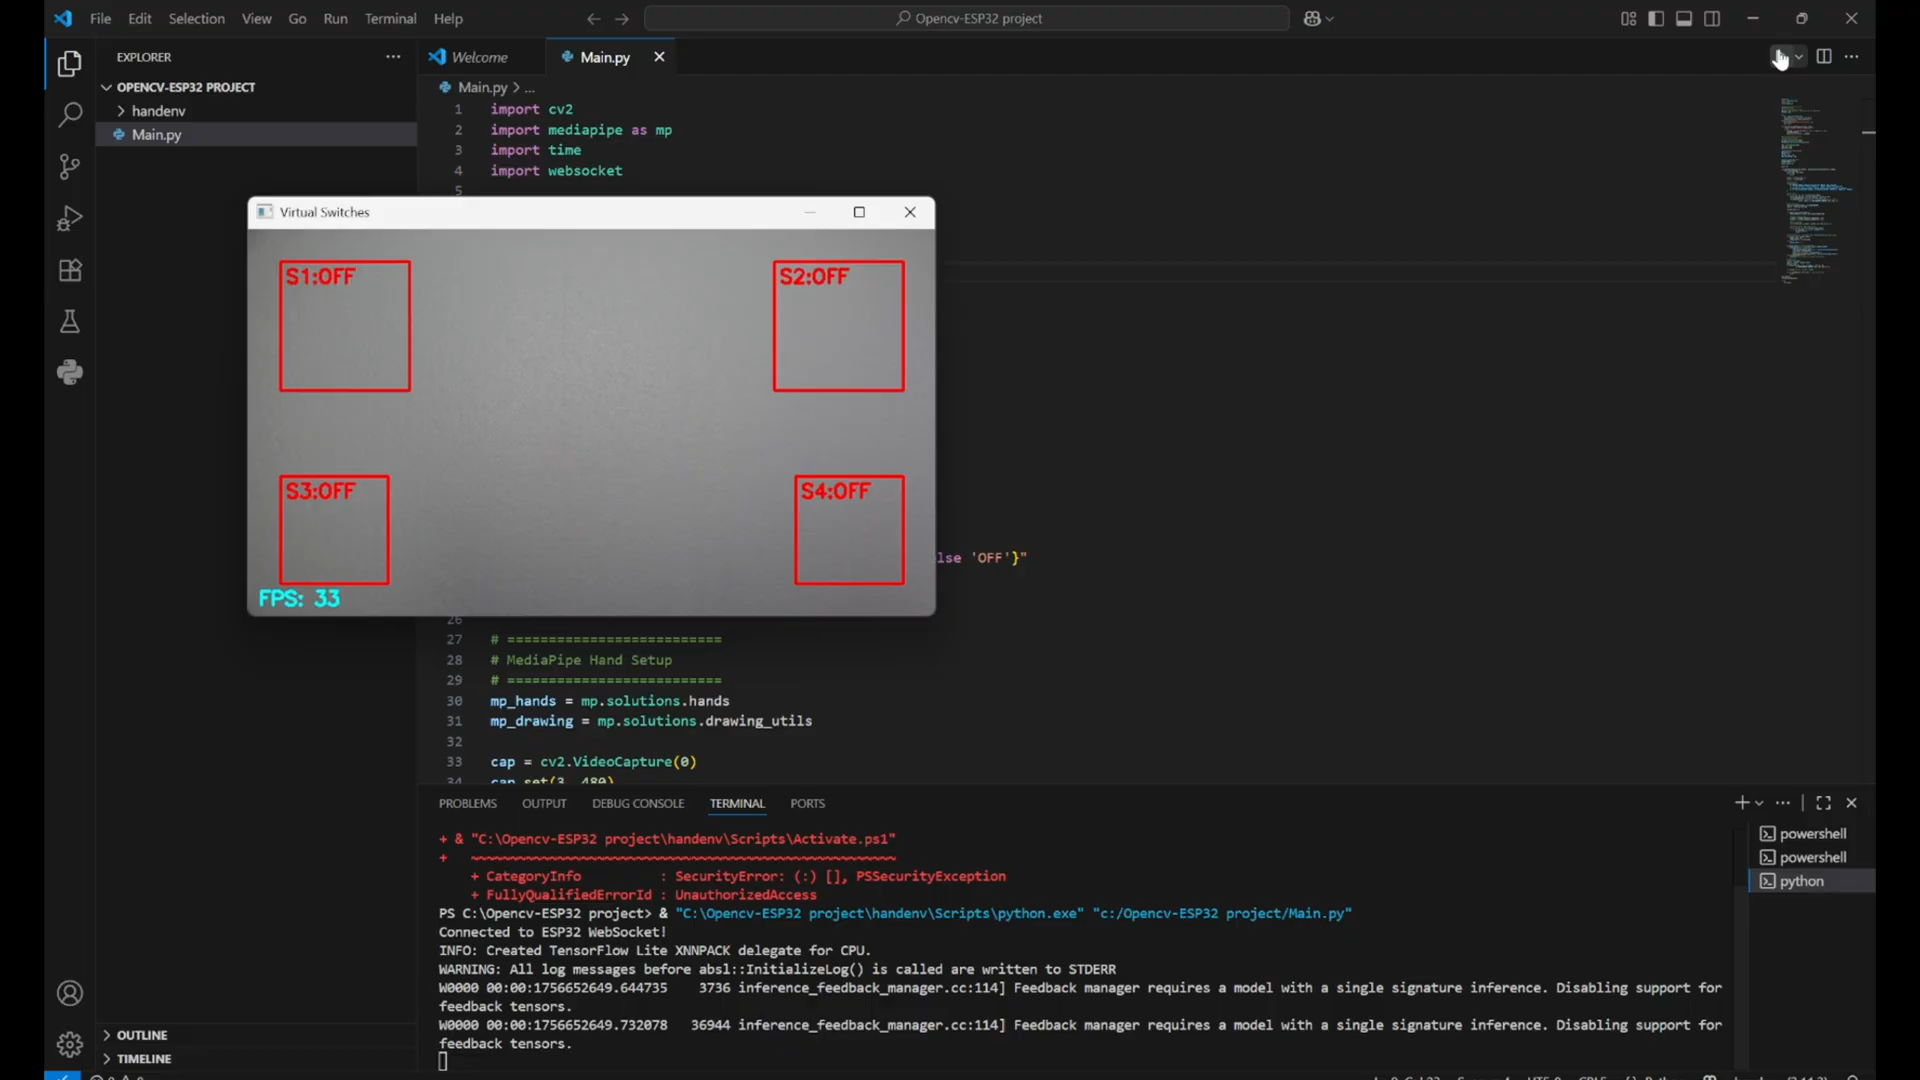 File Edit Selection View Go Run Terminal Help
Opencv-ESP32 project
EXPLORER
Welcome
Main.py
OPENCV-ESP32 PROJECT
handenv
Main.py
Main.py > ...
1 import cv2
2 import mediapipe as mp
3 import time
4 import websocket
5
Virtual Switches
S1:OFF
S2:OFF
S3:OFF
S4:OFF
FPS: 33
lse 'OFF'}"
26
27 # ==========================
28 # MediaPipe Hand Setup
29 # ==========================
30 mp_hands = mp.solutions.hands
31 mp_drawing = mp.solutions.drawing_utils
32
33 cap = cv2.VideoCapture(0)
34 cap.set(3, 480)
PROBLEMS OUTPUT DEBUG CONSOLE TERMINAL PORTS
+ & "C:\Opencv-ESP32 project\handenv\Scripts\Activate.ps1"
+ ~~~~~~~~~~~~~~~~~~~~~~~~~~~~~~~~~~~~~~~~~~~~~~~~~~~~
+ CategoryInfo : SecurityError: (:) [], PSSecurityException
+ FullyQualifiedErrorId : UnauthorizedAccess
PS C:\Opencv-ESP32 project> & "C:\Opencv-ESP32 project\handenv\Scripts\python.exe" "c:/Opencv-ESP32 project/Main.py"
Connected to ESP32 WebSocket!
INFO: Created TensorFlow Lite XNNPACK delegate for CPU.
WARNING: All log messages before absl::InitializeLog() is called are written to STDERR
W0000 00:00:1756652649.644735 3736 inference_feedback_manager.cc:114] Feedback manager requires a model with a single signature inference. Disabling support for
feedback tensors.
W0000 00:00:1756652649.732078 36944 inference_feedback_manager.cc:114] Feedback manager requires a model with a single signature inference. Disabling support for
feedback tensors.
powershell
powershell
python
OUTLINE
TIMELINE